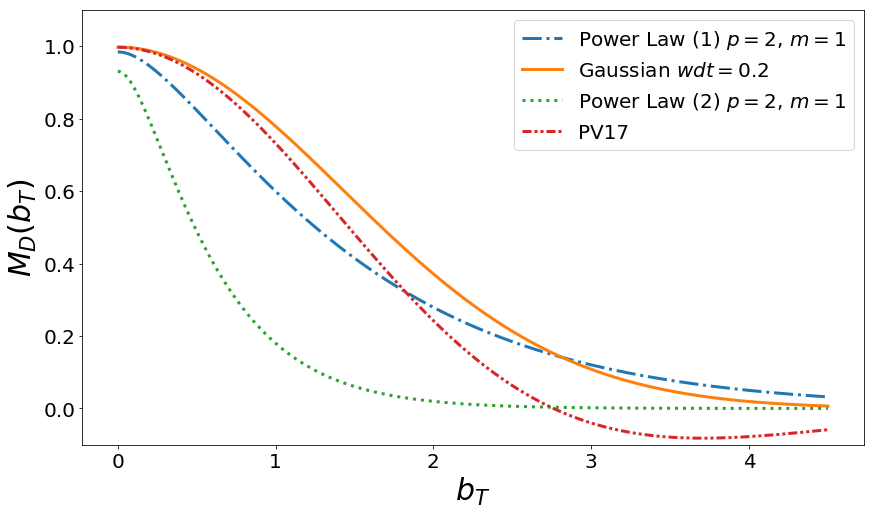 Power Law (1) p = 2, m = 1
Gaussian wdt = 0.2
Power Law (2) p = 2, m = 1
PV17
M_D(b_T)
1.0
0.8
0.6
0.4
0.2
0.0
0 1 2 3 4
b_T